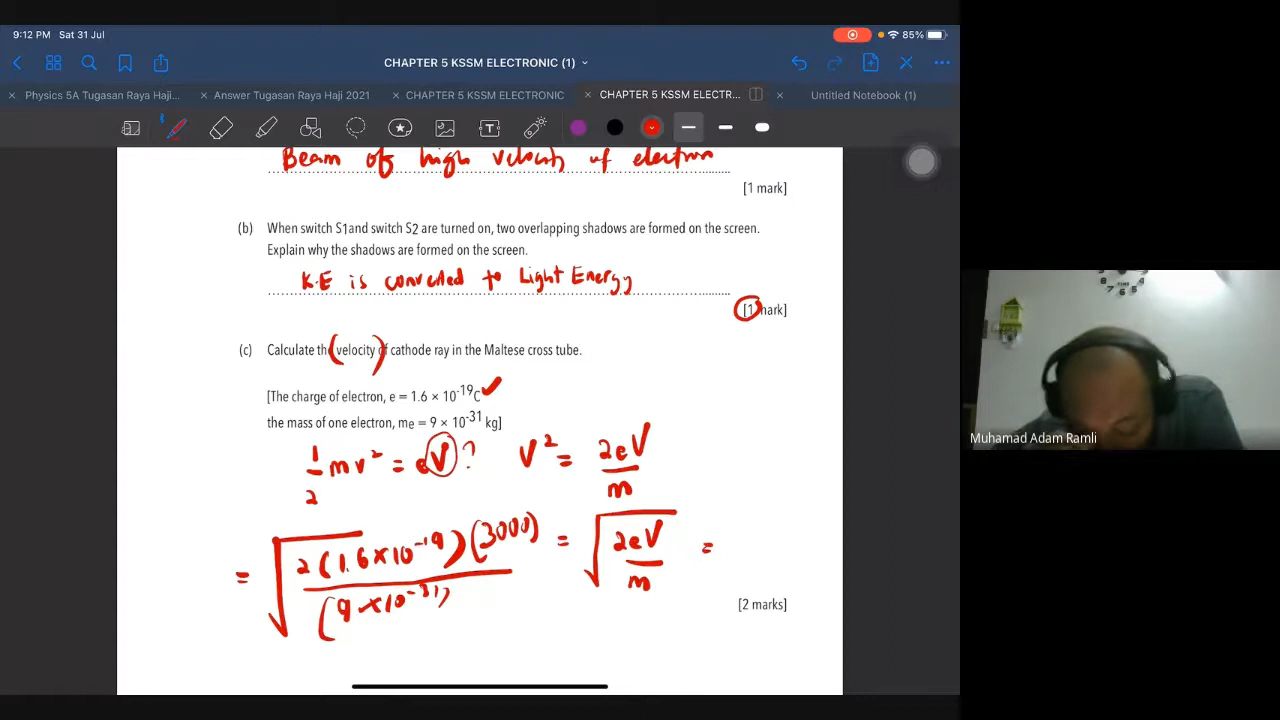 9:12 PM Sat 31 Jul
85%
CHAPTER 5 KSSM ELECTRONIC (1)
Physics 5A Tugasan Raya Haji...
Answer Tugasan Raya Haji 2021
CHAPTER 5 KSSM ELECTRONIC
CHAPTER 5 KSSM ELECTR...
Untitled Notebook (1)
Beam of high velocity of electron
[1 mark]
(b) When switch S1and switch S2 are turned on, two overlapping shadows are formed on the screen.
Explain why the shadows are formed on the screen.
K.E is converted to Light Energy
[1 mark]
(c) Calculate the (velocity) of cathode ray in the Maltese cross tube.
[The charge of electron, e = 1.6 × 10⁻¹⁹C
the mass of one electron, me = 9 × 10⁻³¹ kg]
1/2 mv² = eV? V² = 2eV/m
= √(2(1.6×10⁻¹⁹)(3000)/(9×10⁻³¹)) = √(2eV/m) =
[2 marks]
Muhamad Adam Ramli